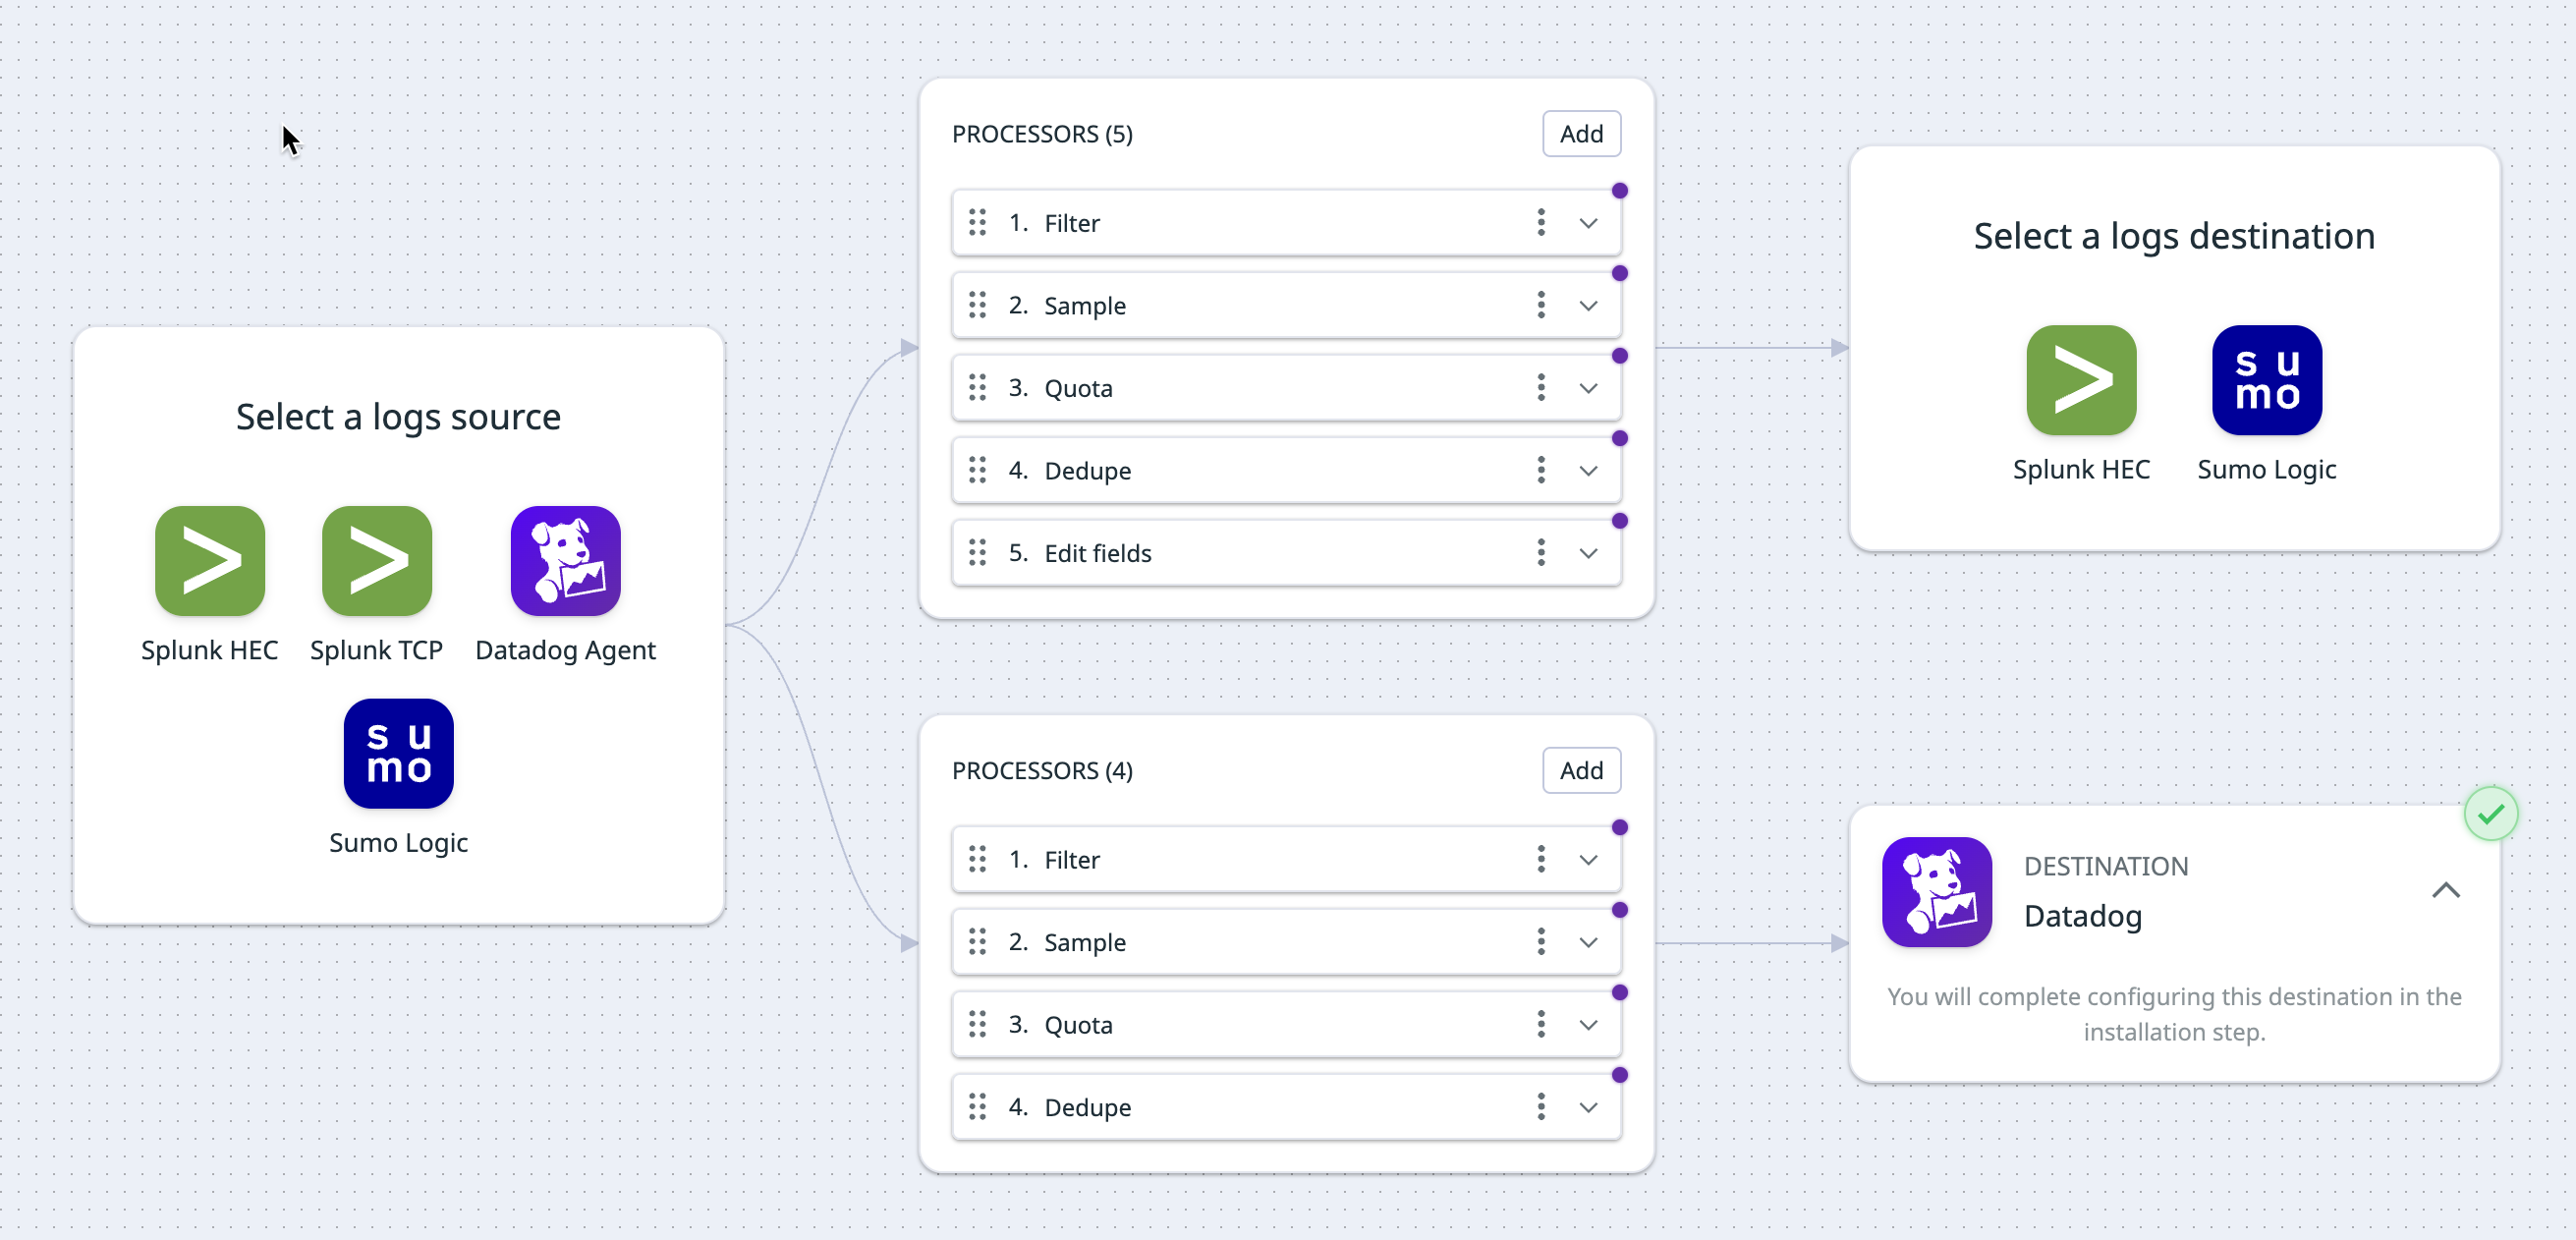 Select a logs source
Splunk HEC
Splunk TCP
Datadog Agent
s u
mo
Sumo Logic
PROCESSORS (5)
Add
1. Filter
2. Sample
3. Quota
4. Dedupe
5. Edit fields
PROCESSORS (4)
Add
1. Filter
2. Sample
3. Quota
4. Dedupe
Select a logs destination
s u
mo
Splunk HEC
Sumo Logic
DESTINATION
Datadog
You will complete configuring this destination in the
installation step.